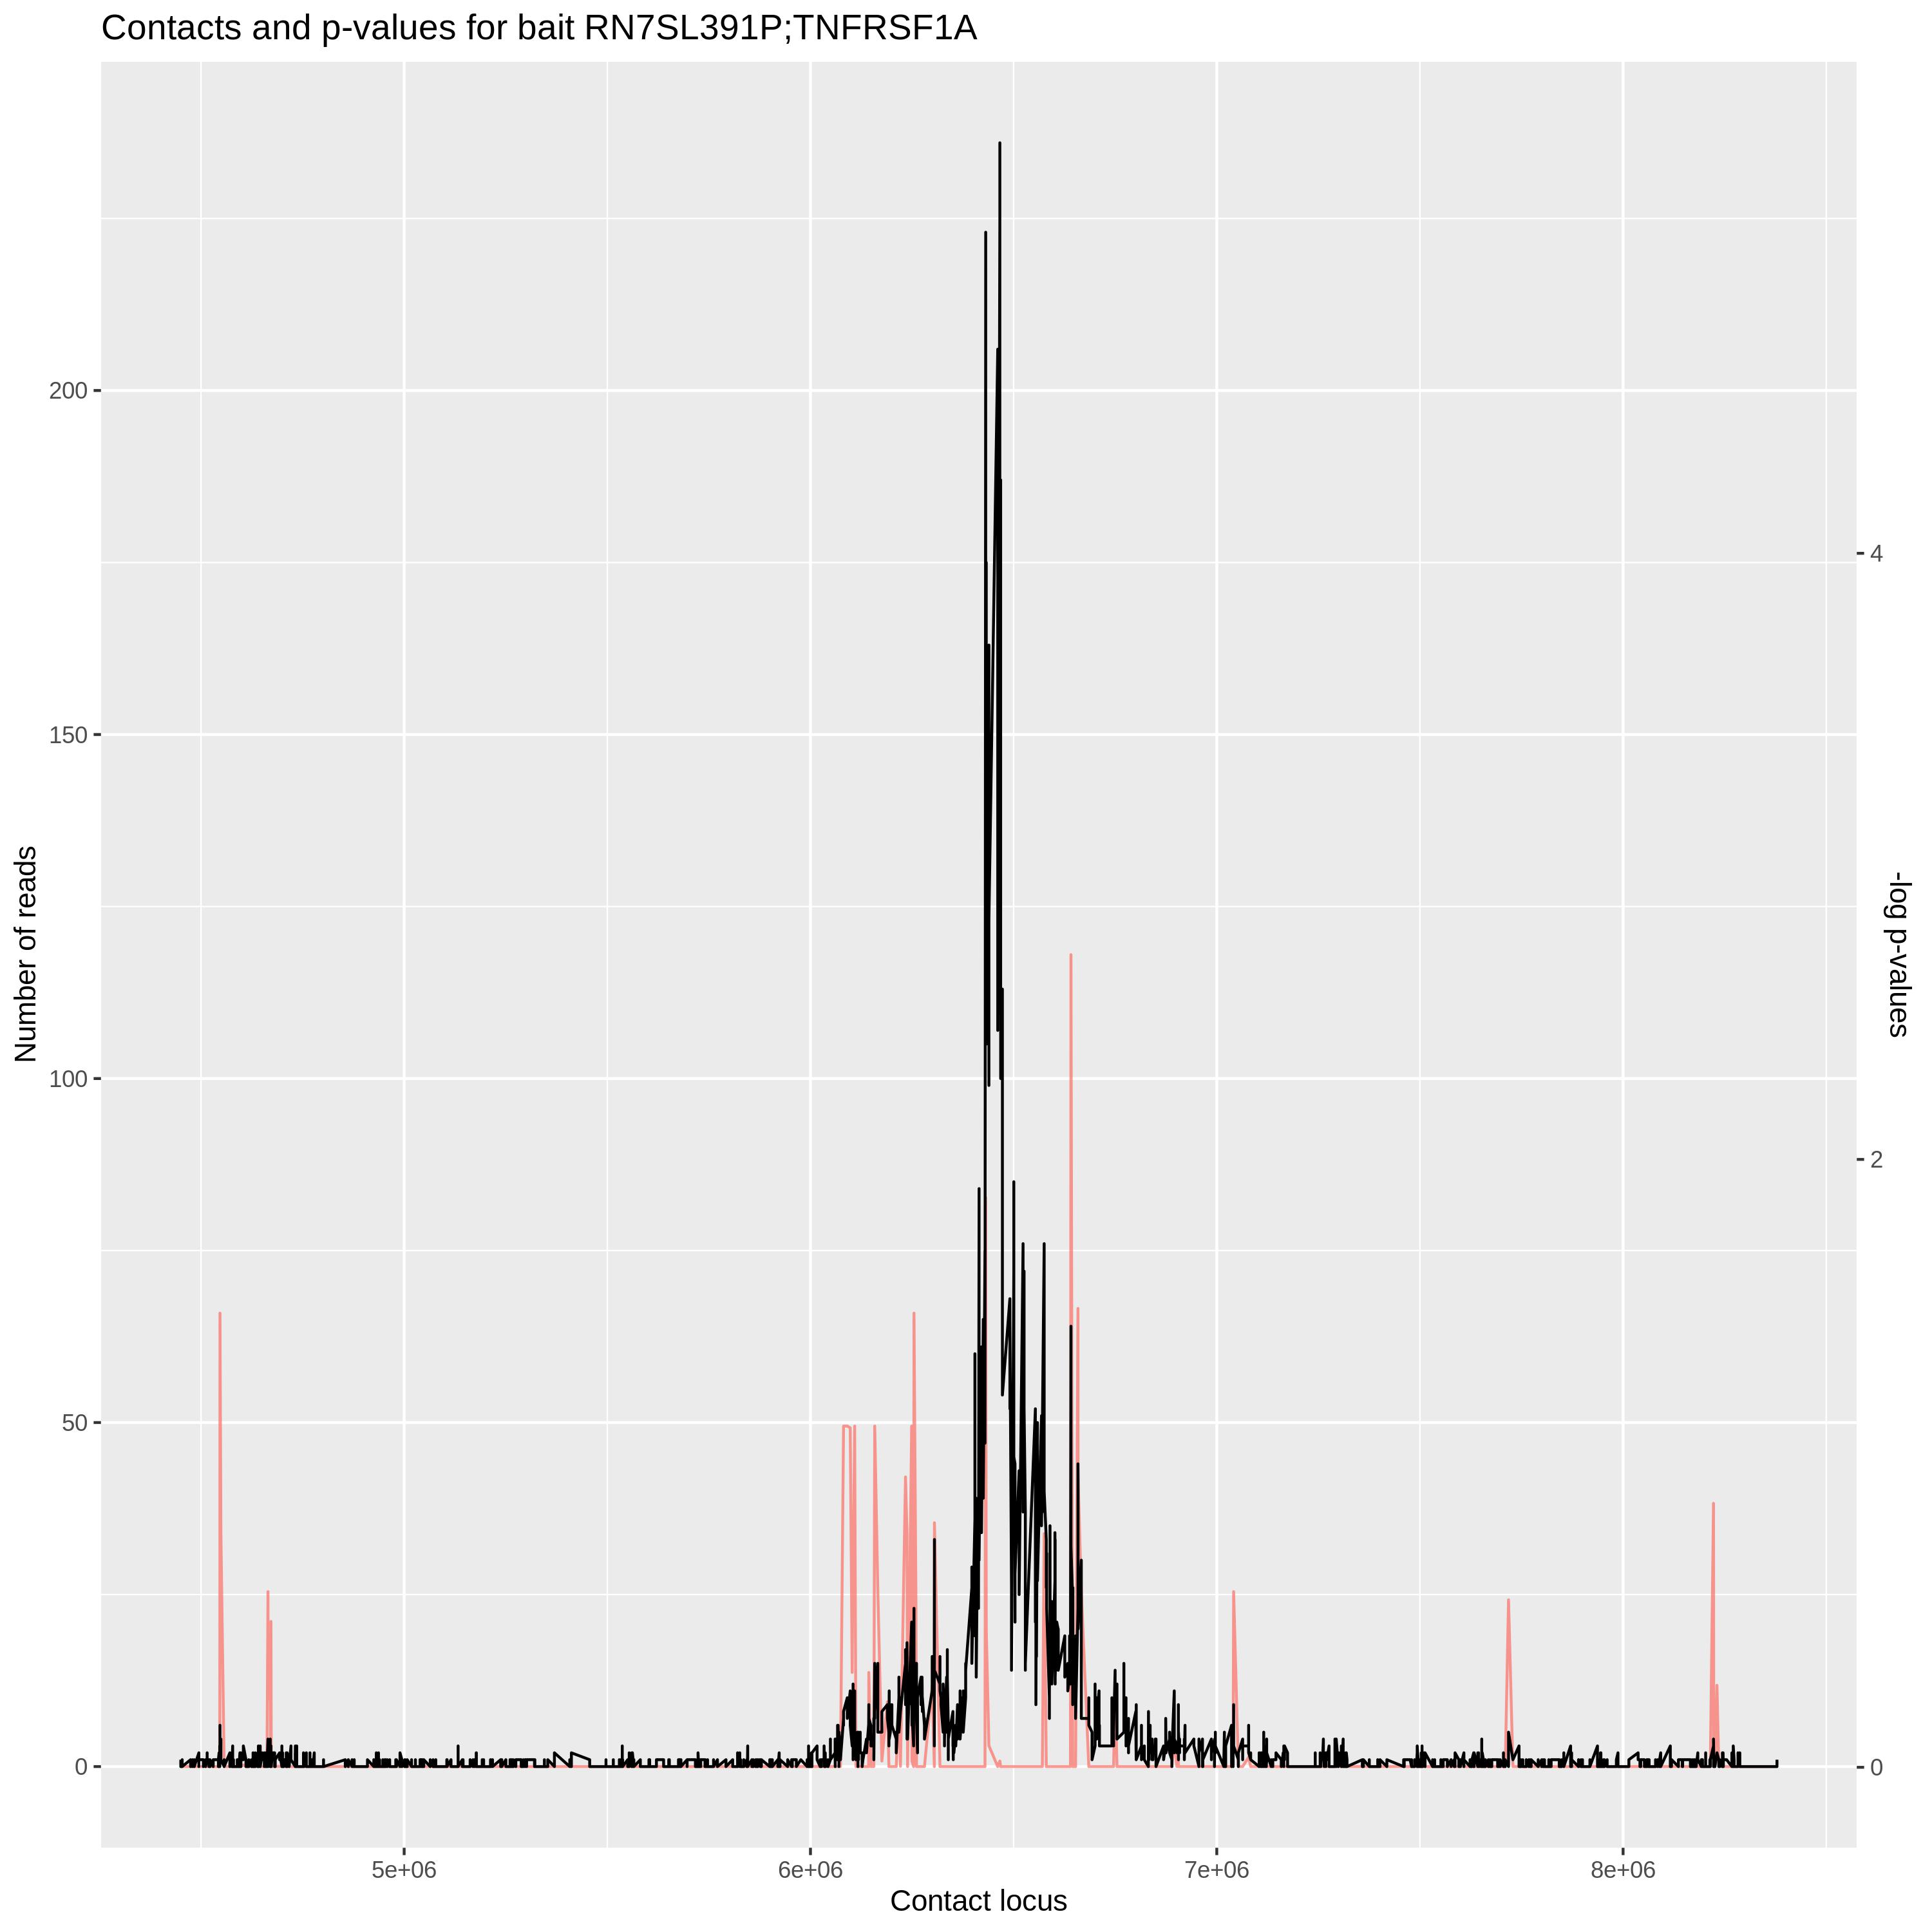 Contacts and p-values for bait RN7SL391P;TNFRSF1A
Number of reads
200
150
100
50
0
4
2
0
-log p-values
5e+06
6e+06
7e+06
8e+06
Contact locus